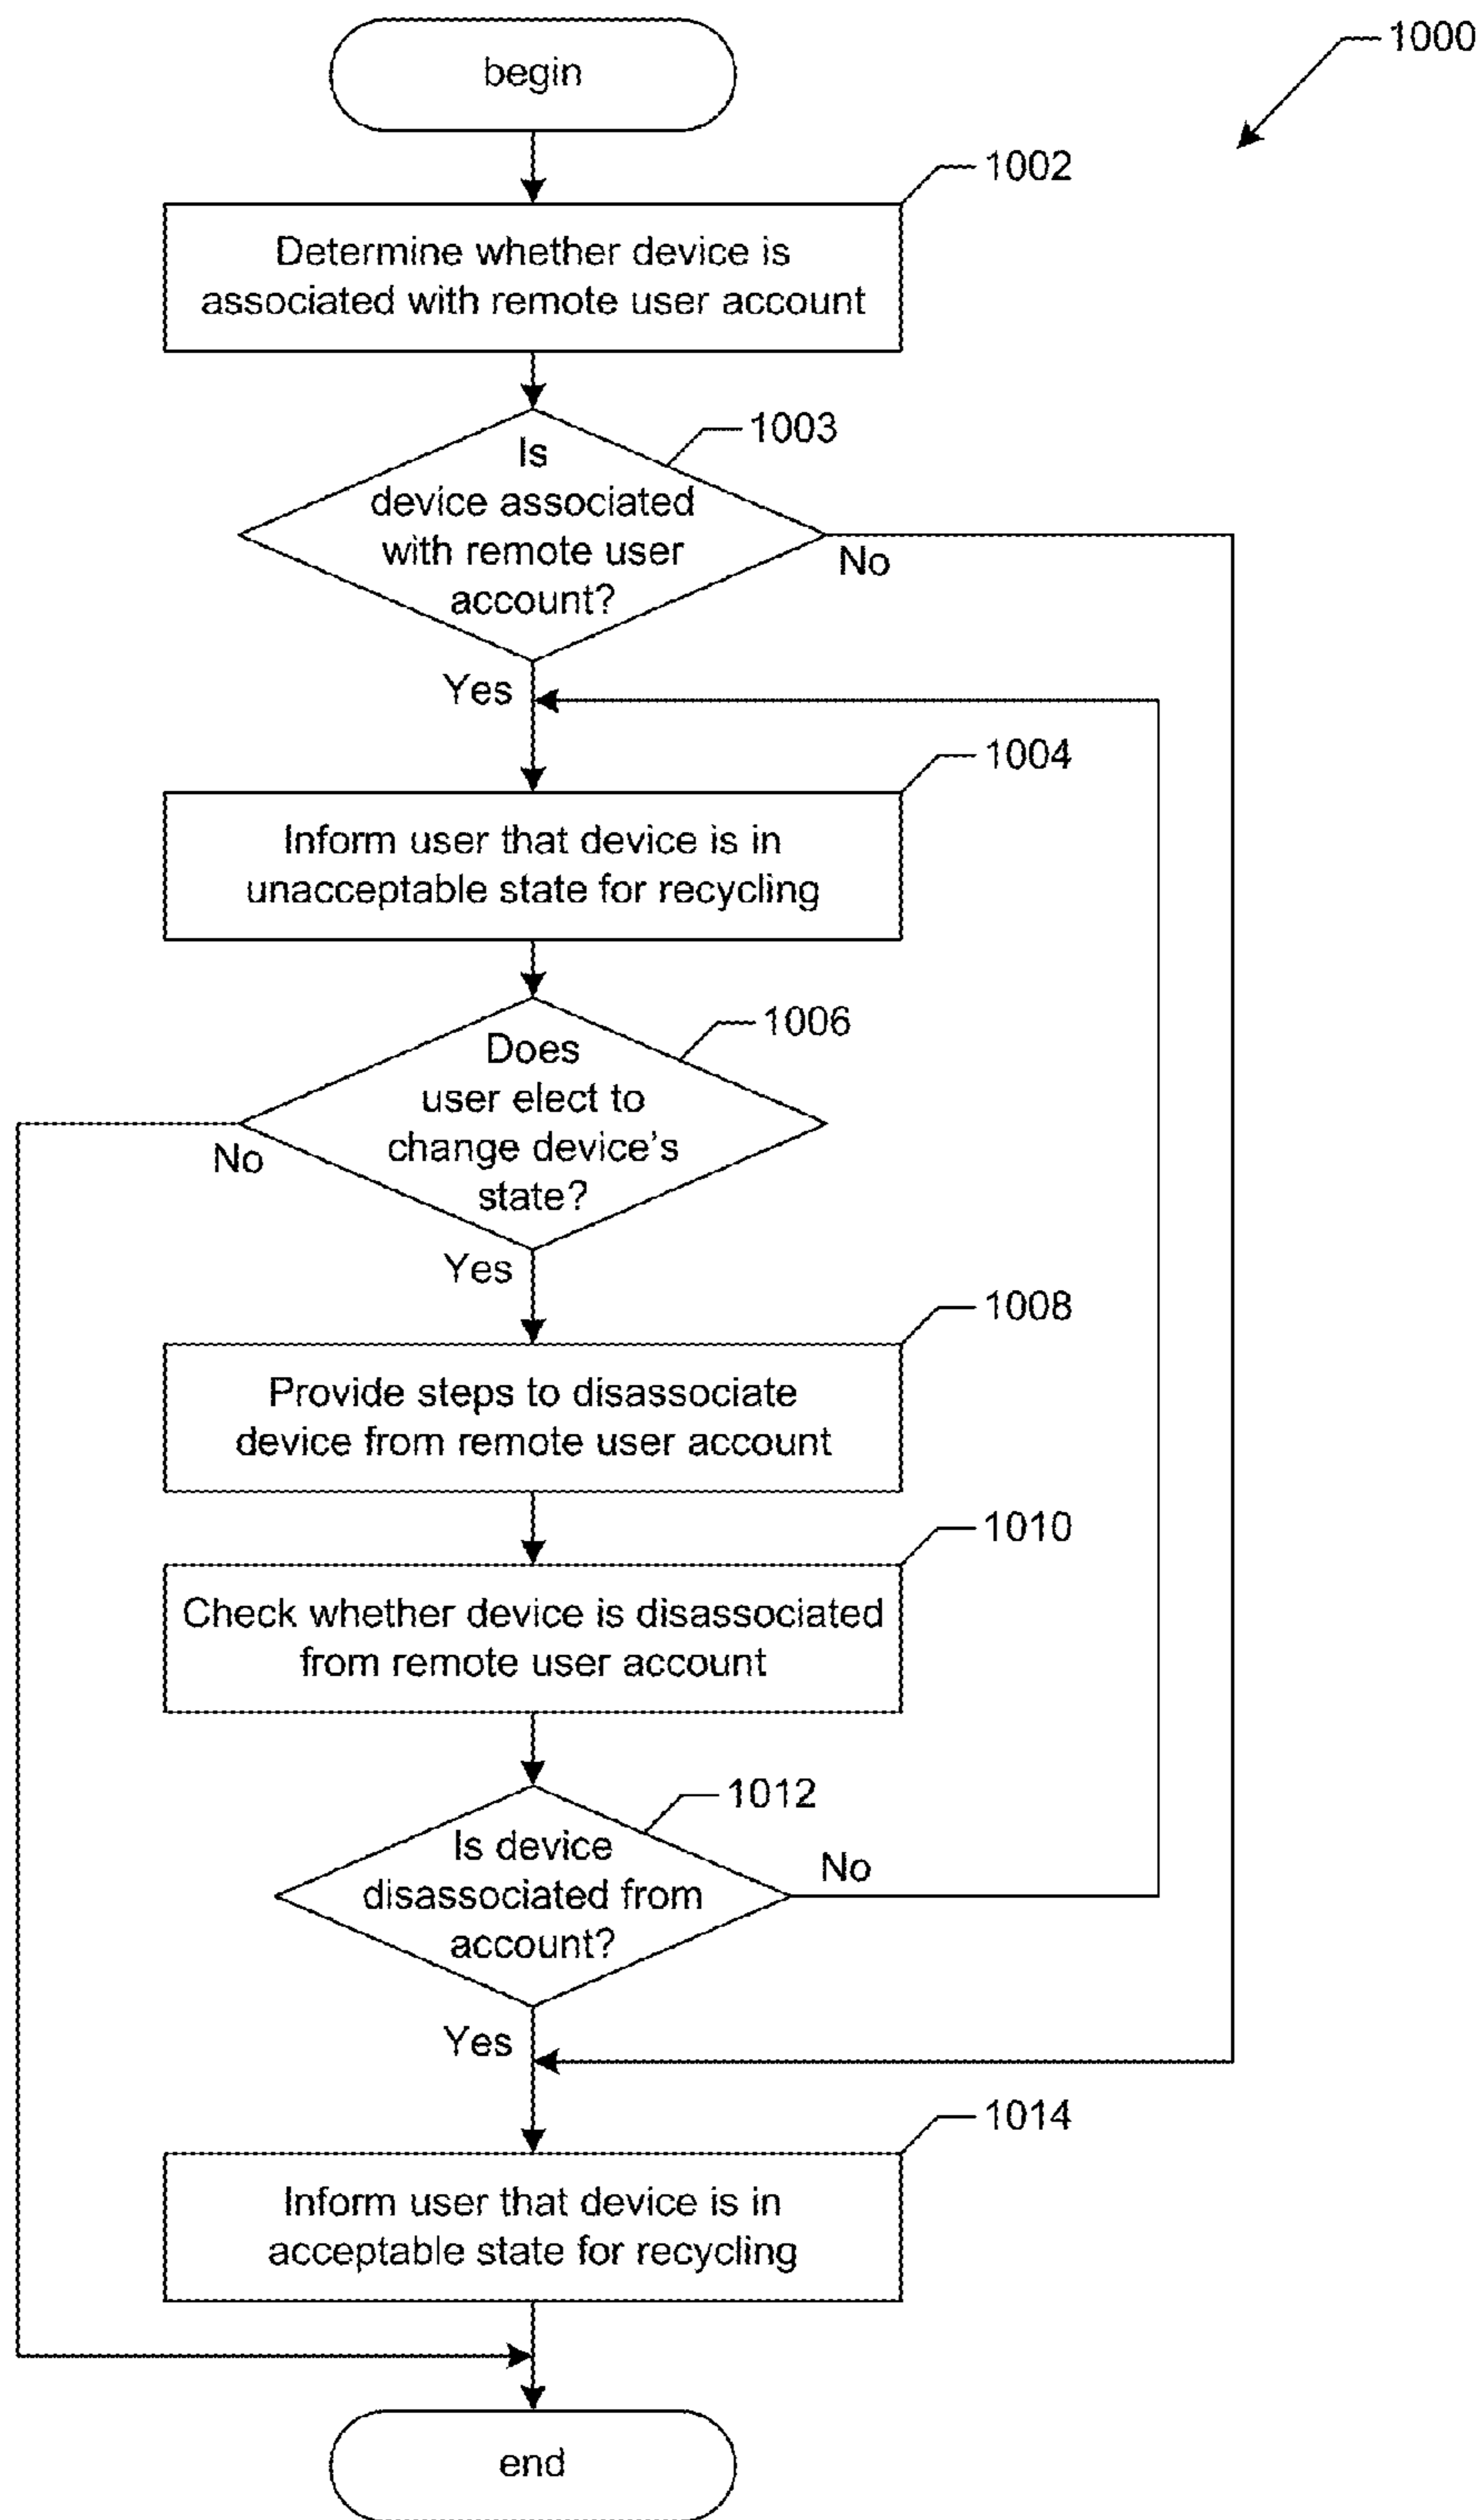 begin
1000
1002
Determine whether device is
associated with remote user account
1003
Is
device associated
with remote user
account?
No
Yes
1004
Inform user that device is in
unacceptable state for recycling
1006
Does
user elect to
change device's
state?
No
Yes
1008
Provide steps to disassociate
device from remote user account
1010
Check whether device is disassociated
from remote user account
1012
Is device
disassociated from
account?
No
Yes
1014
Inform user that device is in
acceptable state for recycling
end